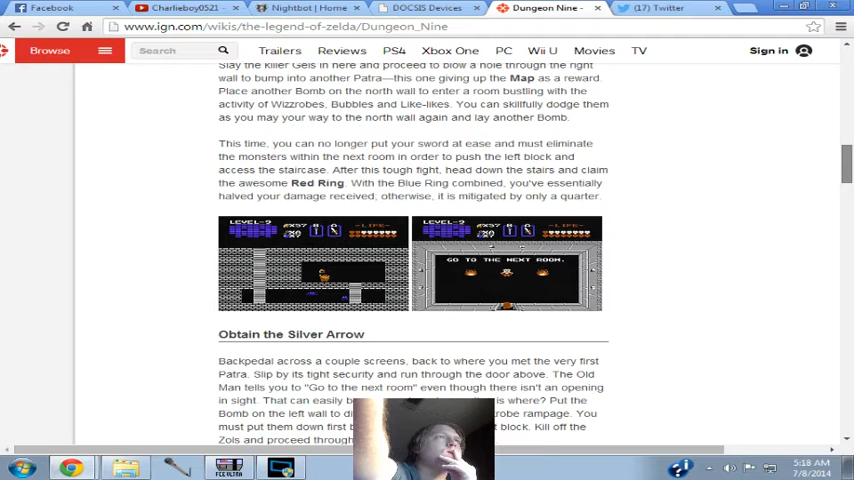 Facebook
Charlieboy0521 -
Nightbot | Home
DOCSIS Devices
Dungeon Nine -
(17) Twitter
www.ign.com/wikis/the-legend-of-zelda/Dungeon_Nine
Browse
Search
Trailers Reviews PS4 Xbox One PC Wii U Movies TV
Sign in
Slay the killer Gels in here and proceed to blow a hole through the right
wall to bump into another Patra—this one giving up the Map as a reward.
Place another Bomb on the north wall to enter a room bustling with the
activity of Wizzrobes, Bubbles and Like-likes. You can skillfully dodge them
as you may your way to the north wall again and lay another Bomb.
This time, you can no longer put your sword at ease and must eliminate
the monsters within the next room in order to push the left block and
access the staircase. After this tough fight, head down the stairs and claim
the awesome Red Ring. With the Blue Ring combined, you've essentially
halved your damage received; otherwise, it is mitigated by only a quarter.
LEVEL-9
-LIFE-
LEVEL-9
-LIFE-
GO TO THE NEXT ROOM.
Obtain the Silver Arrow
Backpedal across a couple screens, back to where you met the very first
Patra. Slip by its tight security and run through the door above. The Old
Man tells you to "Go to the next room" even though there isn't an opening
in sight. That can easily is where? Put the
Bomb on the left wall to robe rampage. You
must put them down first block. Kill off the
Zols and proceed through
FCE ULTRA
5:18 AM
7/8/2014